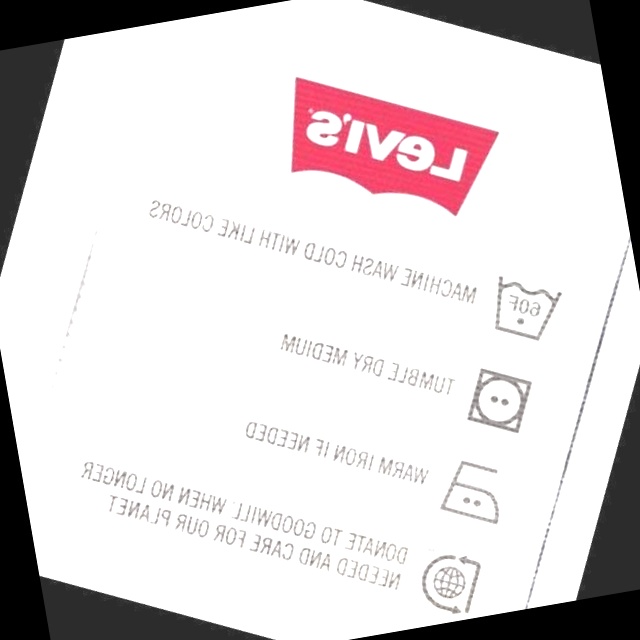 Levi's
60F
MACHINE WASH COLD WITH LIKE COLORS
TUMBLE DRY MEDIUM
WARM IRON IF NEEDED
DONATE TO GOODWILL WHEN NO LONGER
NEEDED AND CARE FOR OUR PLANET